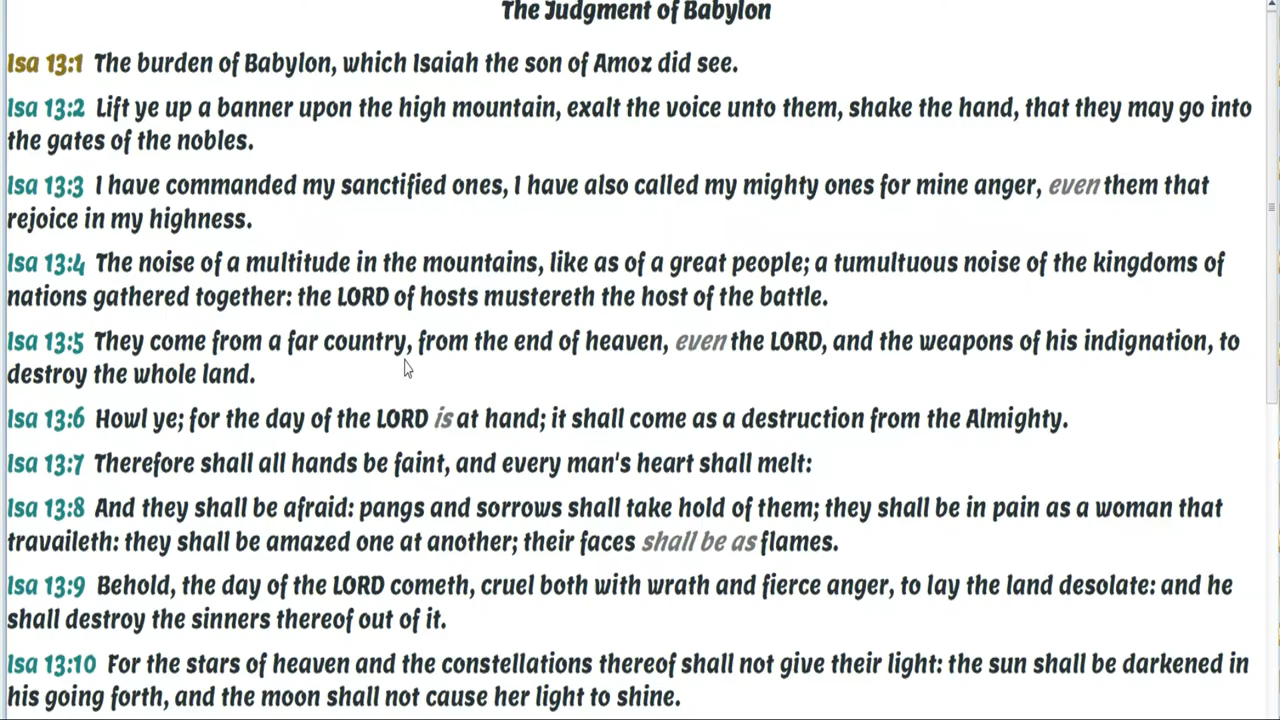 The Judgment of Babylon
Isa 13:1 The burden of Babylon, which Isaiah the son of Amoz did see.
Isa 13:2 Lift ye up a banner upon the high mountain, exalt the voice unto them, shake the hand, that they may go into
the gates of the nobles.
Isa 13:3 I have commanded my sanctified ones, I have also called my mighty ones for mine anger, even them that
rejoice in my highness.
Isa 13:4 The noise of a multitude in the mountains, like as of a great people; a tumultuous noise of the kingdoms of
nations gathered together: the LORD of hosts mustereth the host of the battle.
Isa 13:5 They come from a far country, from the end of heaven, even the LORD, and the weapons of his indignation, to
destroy the whole land.
Isa 13:6 Howl ye; for the day of the LORD is at hand; it shall come as a destruction from the Almighty.
Isa 13:7 Therefore shall all hands be faint, and every man's heart shall melt:
Isa 13:8 And they shall be afraid: pangs and sorrows shall take hold of them; they shall be in pain as a woman that
travaileth: they shall be amazed one at another; their faces shall be as flames.
Isa 13:9 Behold, the day of the LORD cometh, cruel both with wrath and fierce anger, to lay the land desolate: and he
shall destroy the sinners thereof out of it.
Isa 13:10 For the stars of heaven and the constellations thereof shall not give their light: the sun shall be darkened in
his going forth, and the moon shall not cause her light to shine.